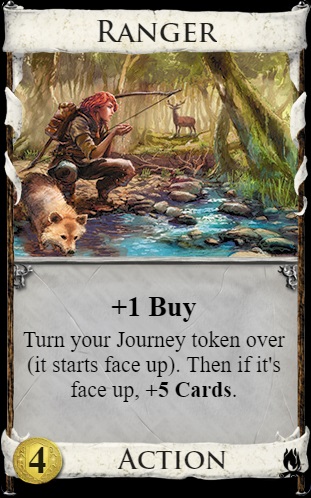 RANGER
+1 Buy
Turn your Journey token over
(it starts face up). Then if it's
face up, +5 Cards.
4
ACTION